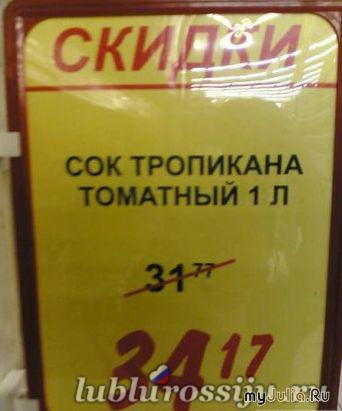 СКИДКИ
СОК ТРОПИКАНА
ТОМАТНЫЙ 1 Л
31 77
34 17
lublurossiju.ru
myJulia.Ru